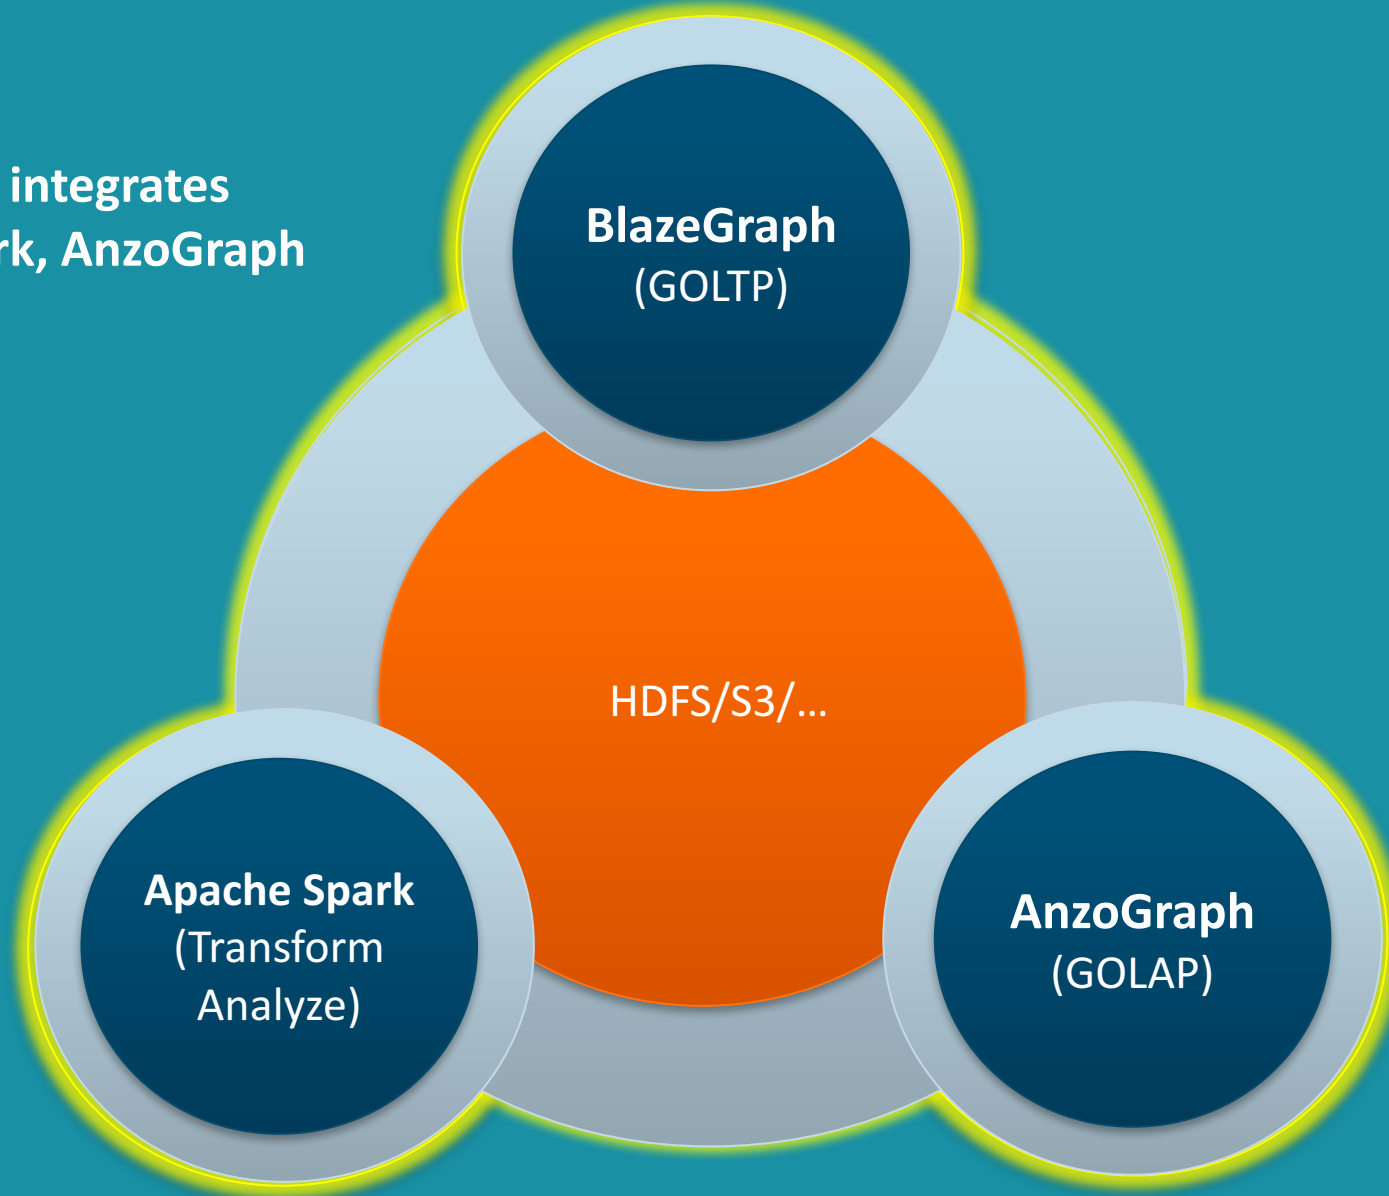 integrates
rk, AnzoGraph
BlazeGraph
(GOLTP)
HDFS/S3/...
Apache Spark
(Transform
Analyze)
AnzoGraph
(GOLAP)